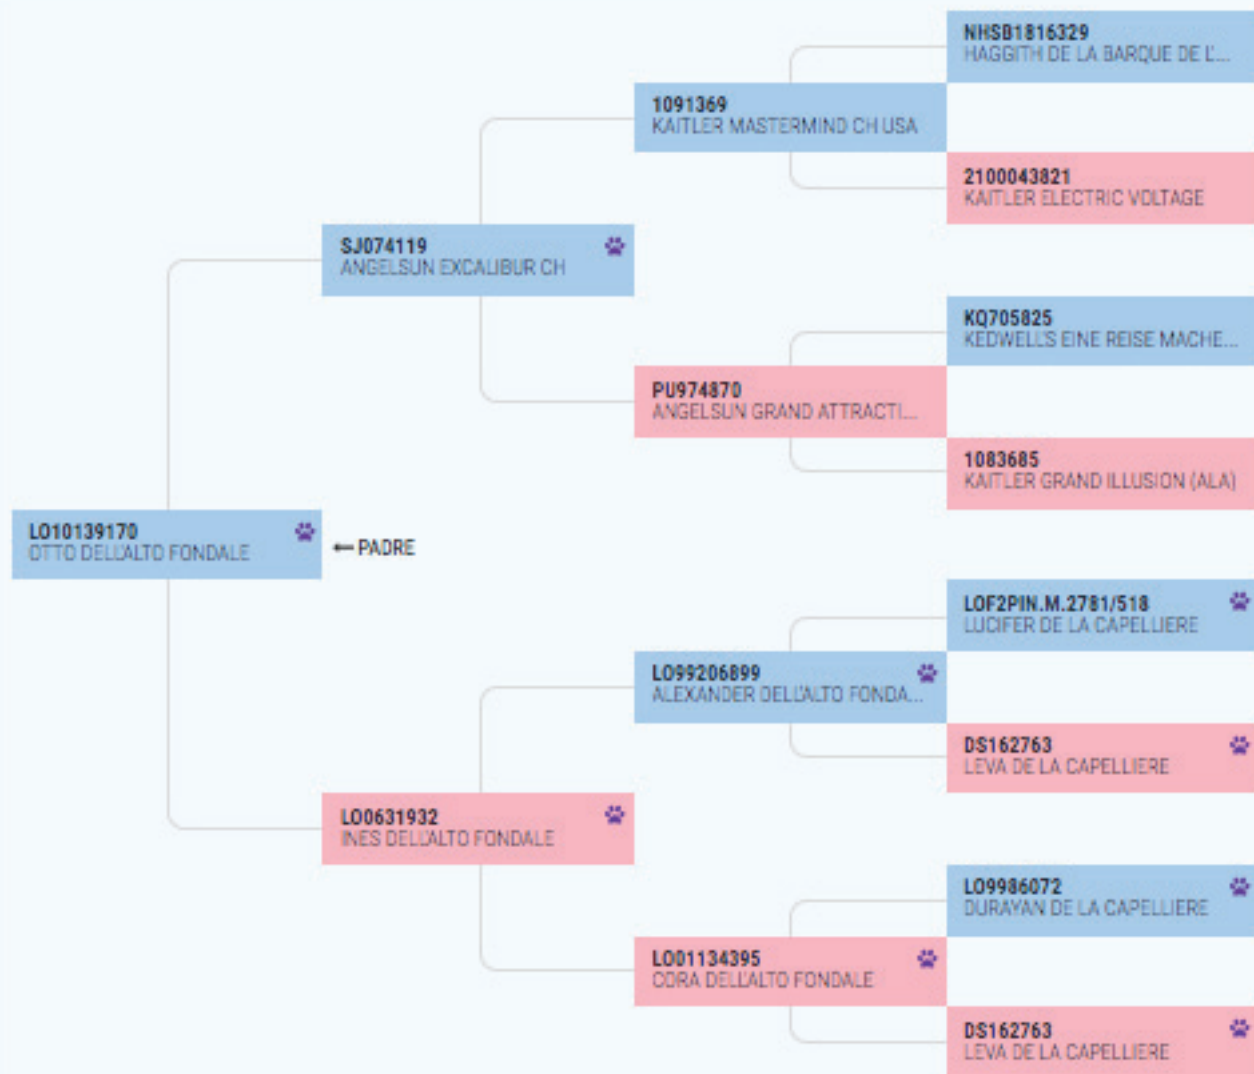 NHSB1816329
HAGGITH DE LA BARQUE DE L'...
1091369
KAITLER MASTERMIND CH USA
2100043821
KAITLER ELECTRIC VOLTAGE
SJ074119
ANGELSUN EXCALIBUR CH
KQ705825
KEDWELL'S EINE REISE MACHE...
PU974870
ANGELSUN GRAND ATTRACTI...
1083685
KAITLER GRAND ILLUSION (ALA)
LO10139170
OTTO DELL'ALTO FONDALE
← PADRE
LOF2PIN.M.2781/518
LUCIFER DE LA CAPELLIERE
LO99206899
ALEXANDER DELL'ALTO FONDA...
DS162763
LEVA DE LA CAPELLIERE
LO0631932
INES DELL'ALTO FONDALE
LO9986072
DURAYAN DE LA CAPELLIERE
LO01134395
CORA DELL'ALTO FONDALE
DS162763
LEVA DE LA CAPELLIERE